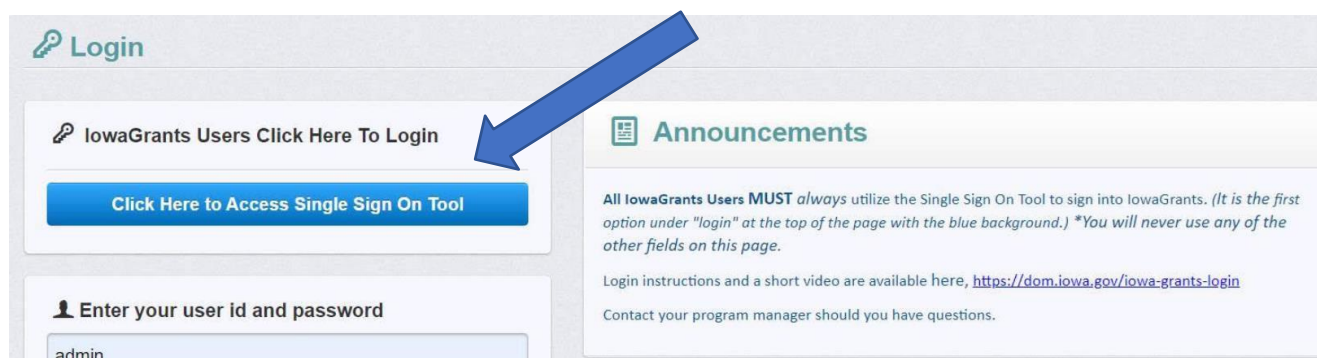 Login
IowaGrants Users Click Here To Login
Click Here to Access Single Sign On Tool
Enter your user id and password
admin
Announcements
All IowaGrants Users MUST always utilize the Single Sign On Tool to sign into IowaGrants. (It is the first
option under "login" at the top of the page with the blue background.) *You will never use any of the
other fields on this page.
Login instructions and a short video are available here, https://dom.iowa.gov/iowa-grants-login
Contact your program manager should you have questions.